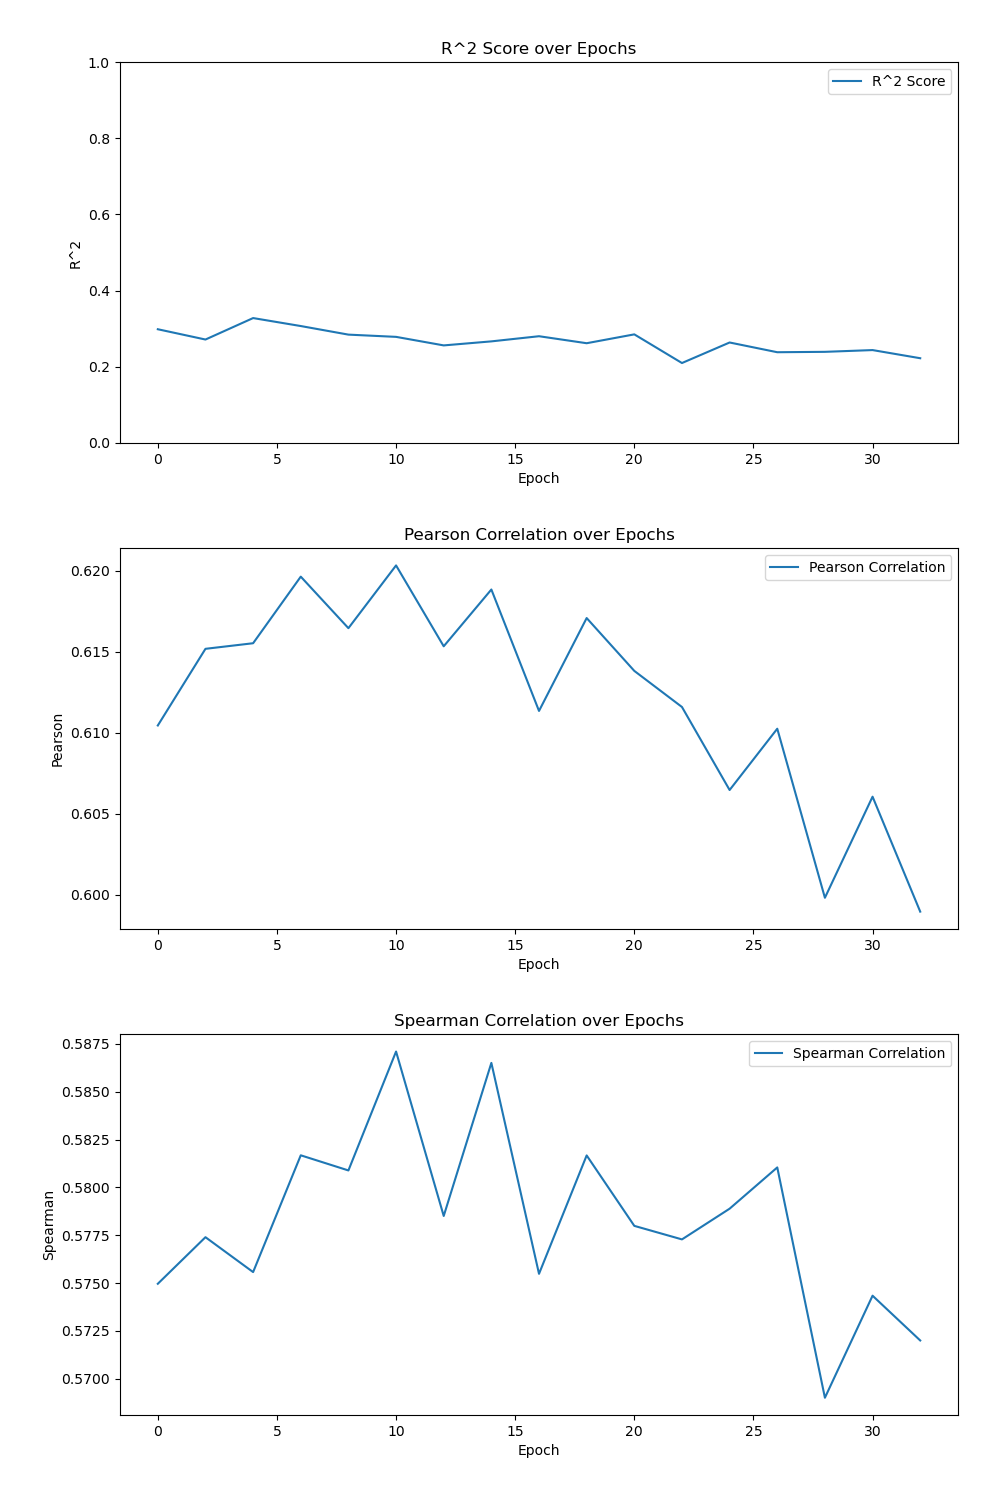 R^2 Score over Epochs
1.0
R^2 Score
0.8
0.6
R^2
0.4
0.2
0.0
0 5 10 15 20 25 30
Epoch
Pearson Correlation over Epochs
0.620
Pearson Correlation
0.615
Pearson
0.610
0.605
0.600
0 5 10 15 20 25 30
Epoch
Spearman Correlation over Epochs
0.5875
Spearman Correlation
0.5850
0.5825
0.5800
Spearman
0.5775
0.5750
0.5725
0.5700
0 5 10 15 20 25 30
Epoch